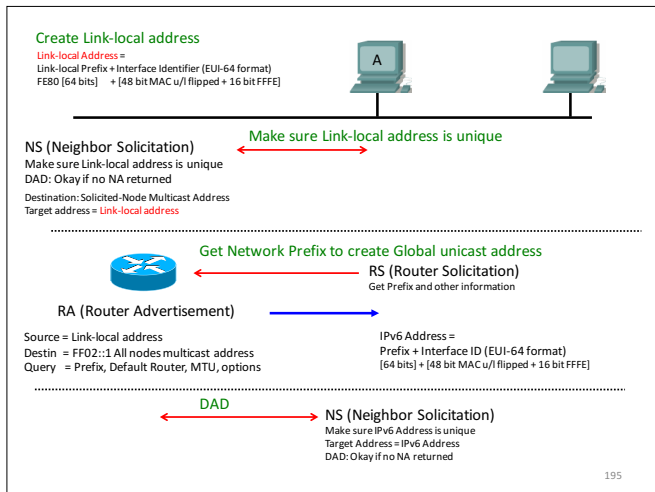 Create Link-local address
Link-local Address =
Link-local Prefix + Interface Identifier (EUI-64 format)
FE80 [64 bits] + [48 bit MAC u/l flipped + 16 bit FFFE]
A
Make sure Link-local address is unique
NS (Neighbor Solicitation)
Make sure Link-local address is unique
DAD: Okay if no NA returned
Destination: Solicited-Node Multicast Address
Target address = Link-local address
Get Network Prefix to create Global unicast address
RS (Router Solicitation)
Get Prefix and other information
RA (Router Advertisement)
Source = Link-local address
Destin = FF02::1 All nodes multicast address
Query = Prefix, Default Router, MTU, options
IPv6 Address =
Prefix + Interface ID (EUI-64 format)
[64 bits] + [48 bit MAC u/l flipped + 16 bit FFFE]
DAD
NS (Neighbor Solicitation)
Make sure IPv6 Address is unique
Target Address = IPv6 Address
DAD: Okay if no NA returned
195